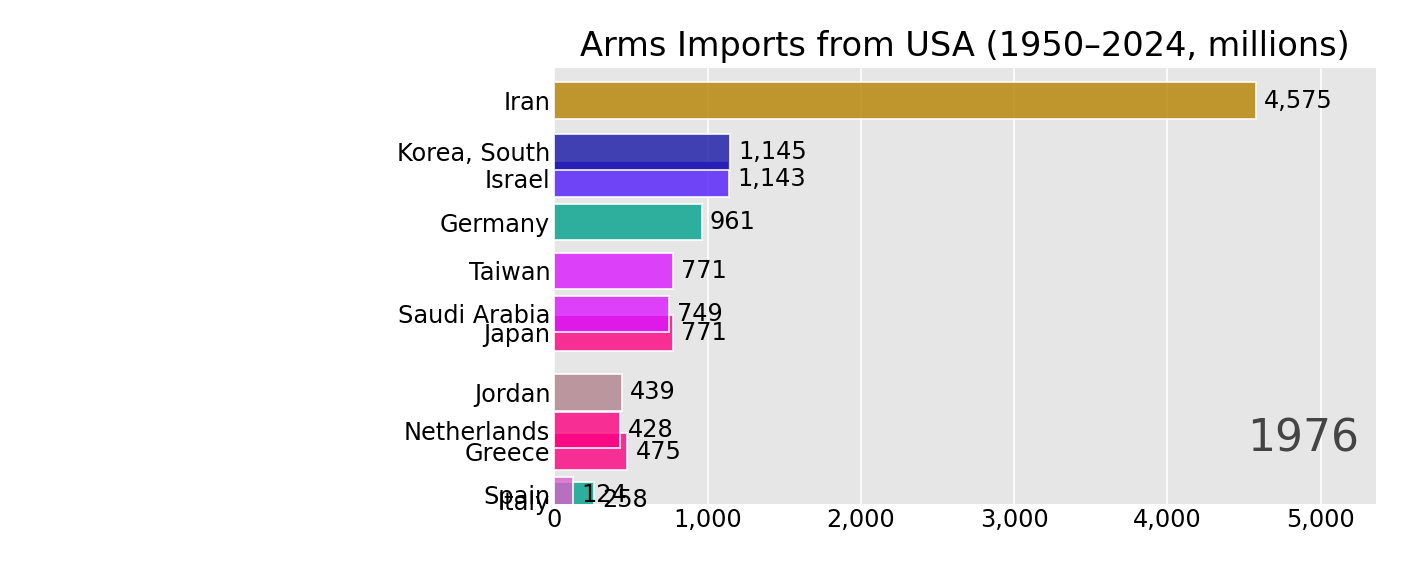 Arms Imports from USA (1950–2024, millions)
Iran 4,575
Korea, South 1,145
Israel 1,143
Germany 961
Taiwan 771
Saudi Arabia 749
Japan 771
Jordan 439
Netherlands 428
1976
Greece 475
Spain 124
Italy 258
0 1,000 2,000 3,000 4,000 5,000